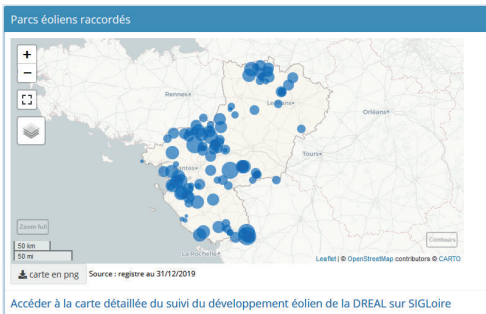 Parcs éoliens raccordés
+
−
Rennes
Le Mans
Orléans
Tours
Nantes
La Rochelle
Zoom full
50 km
50 mi
Contours
Leaflet | © OpenStreetMap contributors © CARTO
carte en png
Source : registre au 31/12/2019
Accéder à la carte détaillée du suivi du développement éolien de la DREAL sur SIGLoire